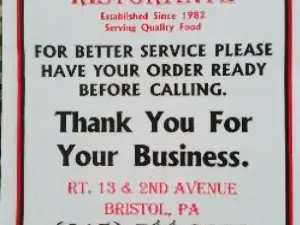 RISTORANTE
Established Since 1982
Serving Quality Food
FOR BETTER SERVICE PLEASE
HAVE YOUR ORDER READY
BEFORE CALLING.
Thank You For
Your Business.
RT. 13 & 2ND AVENUE
BRISTOL, PA